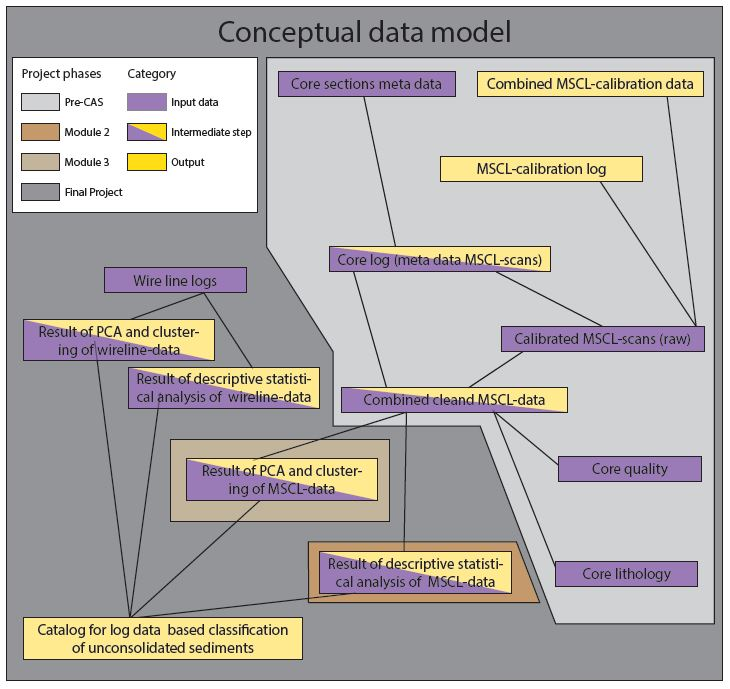 Conceptual data model
Project phases
Category
Pre-CAS
Input data
Module 2
Intermediate step
Module 3
Output
Final Project
Core sections meta data
Combined MSCL-calibration data
MSCL-calibration log
Core log (meta data MSCL-scans)
Wire line logs
Result of PCA and cluster-
ing of wireline-data
Calibrated MSCL-scans (raw)
Result of descriptive statisti-
cal analysis of wireline-data
Combined cleand MSCL-data
Result of PCA and cluster-
ing of MSCL-data
Core quality
Result of descriptive statisti-
cal analysis of MSCL-data
Core lithology
Catalog for log data based classification
of unconsolidated sediments